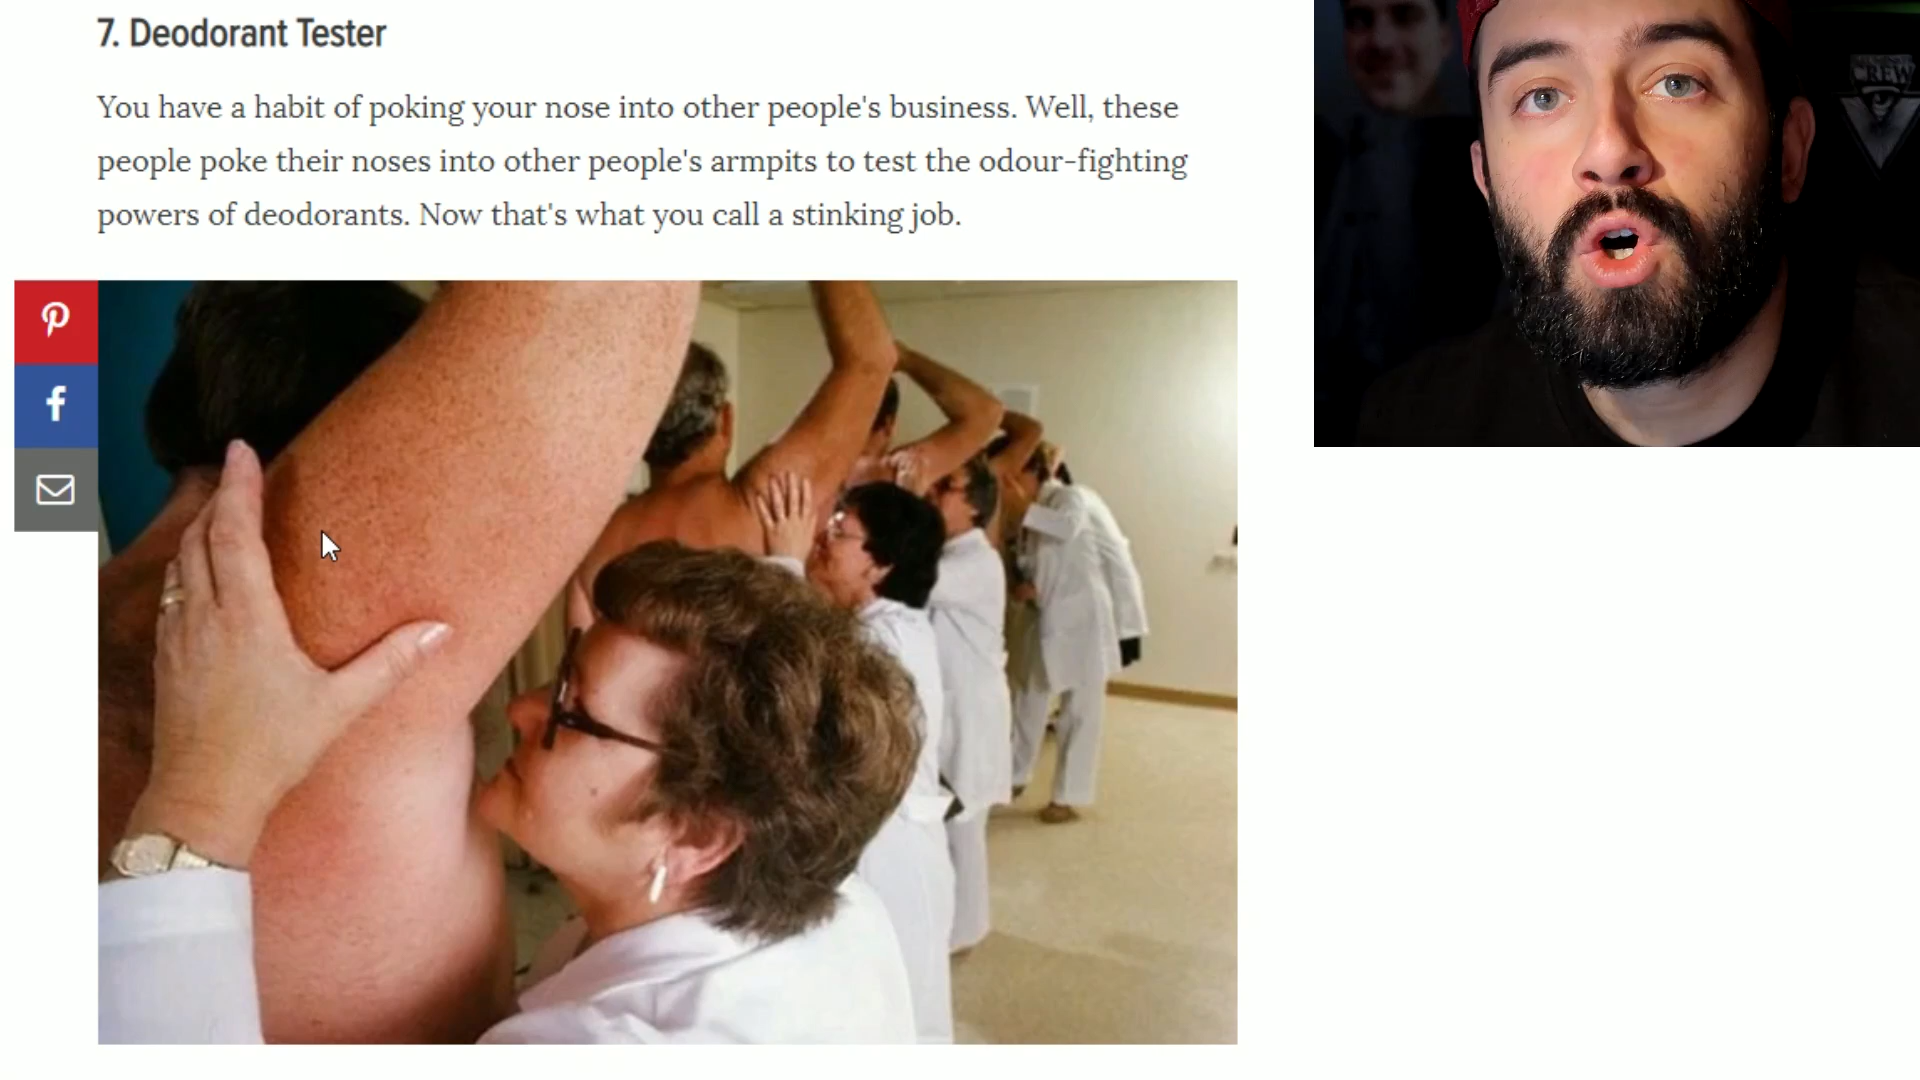 7. Deodorant Tester
You have a habit of poking your nose into other people's business. Well, these
people poke their noses into other people's armpits to test the odour-fighting
powers of deodorants. Now that's what you call a stinking job.
CREW